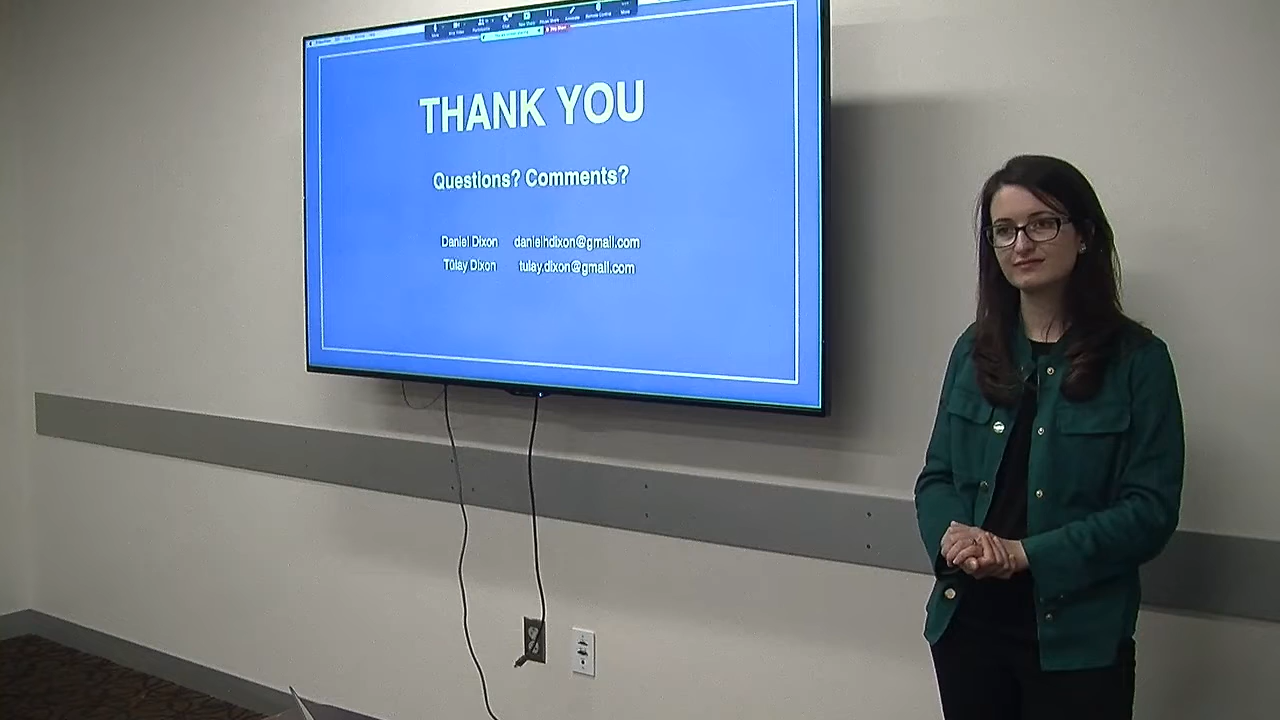 THANK YOU
Questions? Comments?
Daniel Dixon danielhdixon@gmail.com
Tülay Dixon tulay.dixon@gmail.com